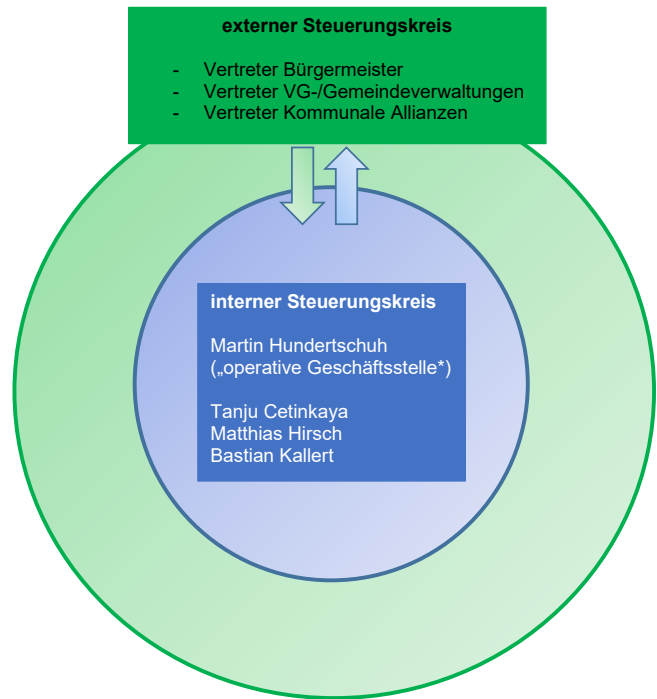 externer Steuerungskreis
- Vertreter Bürgermeister
- Vertreter VG-/Gemeindeverwaltungen
- Vertreter Kommunale Allianzen
interner Steuerungskreis
Martin Hundertschuh
(„operative Geschäftsstelle*)
Tanju Cetinkaya
Matthias Hirsch
Bastian Kallert